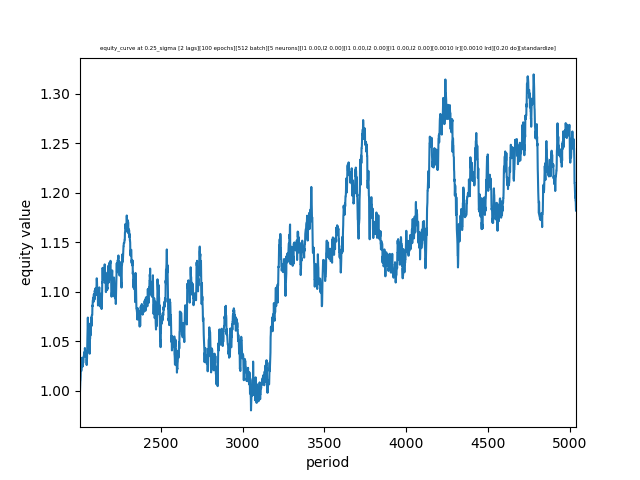 equity_curve at 0.25_sigma [2 lags][100 epochs][512 batch][5 neurons][l1 0.00,l2 0.00][l1 0.00,l2 0.00][l1 0.00,l2 0.00][0.0010 lr][0.0010 lrd][0.20 do][standardize]
1.30
1.25
1.20
1.15
1.10
1.05
1.00
equity value
2500 3000 3500 4000 4500 5000
period